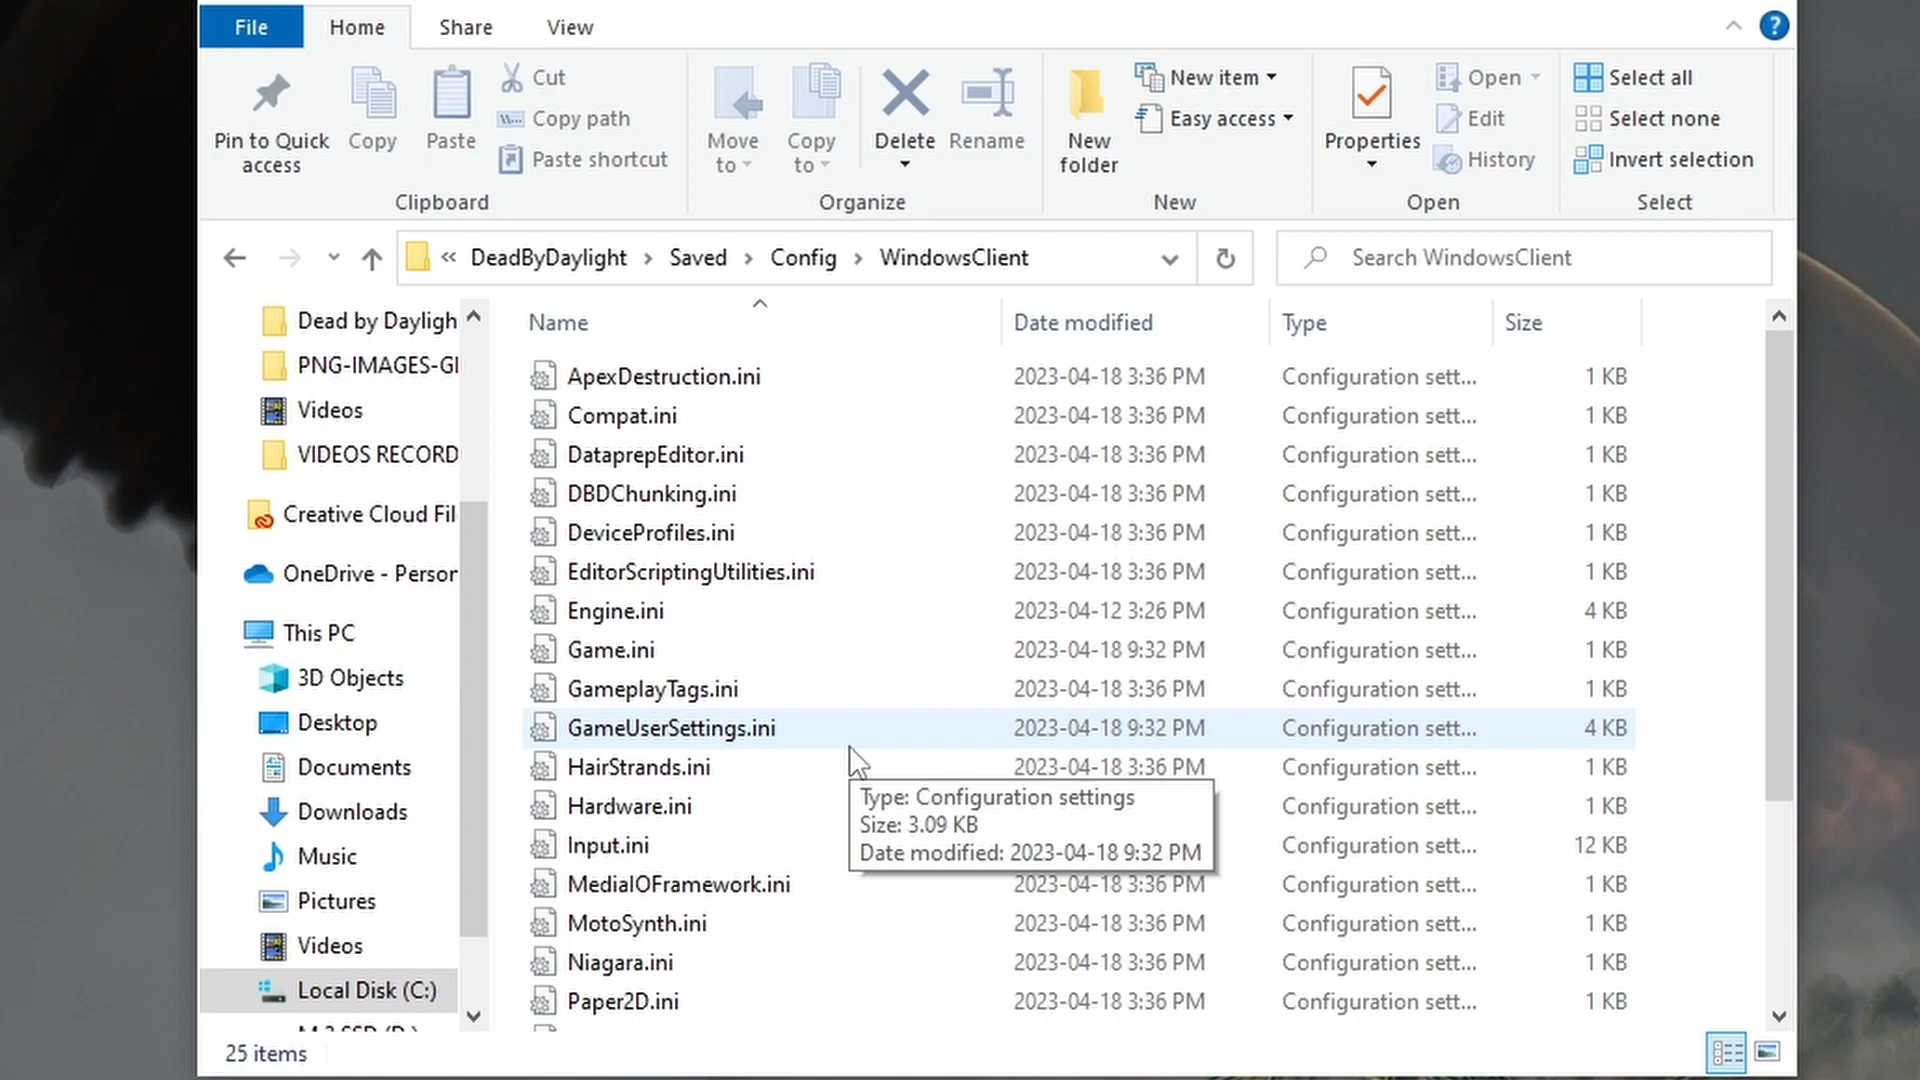 File Home Share View
Pin to Quick access
Copy
Paste
Cut
Copy path
Paste shortcut
Clipboard
Move to
Copy to
Delete
Rename
Organize
New folder
New item
Easy access
New
Properties
Open
Edit
History
Open
Select all
Select none
Invert selection
Select
« DeadByDaylight › Saved › Config › WindowsClient
Search WindowsClient
Dead by Dayligh
PNG-IMAGES-GI
Videos
VIDEOS RECORD
Creative Cloud Fil
OneDrive - Person
This PC
3D Objects
Desktop
Documents
Downloads
Music
Pictures
Videos
Local Disk (C:)
Name Date modified Type Size
ApexDestruction.ini 2023-04-18 3:36 PM Configuration sett... 1 KB
Compat.ini 2023-04-18 3:36 PM Configuration sett... 1 KB
DataprepEditor.ini 2023-04-18 3:36 PM Configuration sett... 1 KB
DBDChunking.ini 2023-04-18 3:36 PM Configuration sett... 1 KB
DeviceProfiles.ini 2023-04-18 3:36 PM Configuration sett... 1 KB
EditorScriptingUtilities.ini 2023-04-18 3:36 PM Configuration sett... 1 KB
Engine.ini 2023-04-12 3:26 PM Configuration sett... 4 KB
Game.ini 2023-04-18 9:32 PM Configuration sett... 1 KB
GameplayTags.ini 2023-04-18 3:36 PM Configuration sett... 1 KB
GameUserSettings.ini 2023-04-18 9:32 PM Configuration sett... 4 KB
HairStrands.ini 2023-04-18 3:36 PM Configuration sett... 1 KB
Hardware.ini Configuration sett... 1 KB
Input.ini Configuration sett... 12 KB
MediaIOFramework.ini 2023-04-18 3:36 PM Configuration sett... 1 KB
MotoSynth.ini 2023-04-18 3:36 PM Configuration sett... 1 KB
Niagara.ini 2023-04-18 3:36 PM Configuration sett... 1 KB
Paper2D.ini 2023-04-18 3:36 PM Configuration sett... 1 KB
Type: Configuration settings
Size: 3.09 KB
Date modified: 2023-04-18 9:32 PM
25 items